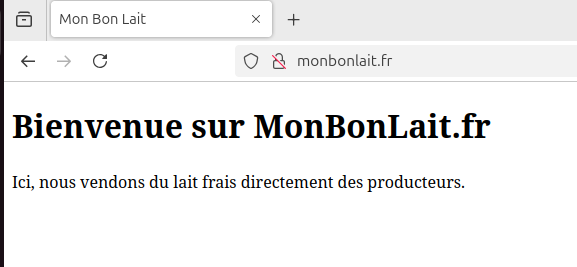 Mon Bon Lait
monbonlait.fr
Bienvenue sur MonBonLait.fr
Ici, nous vendons du lait frais directement des producteurs.